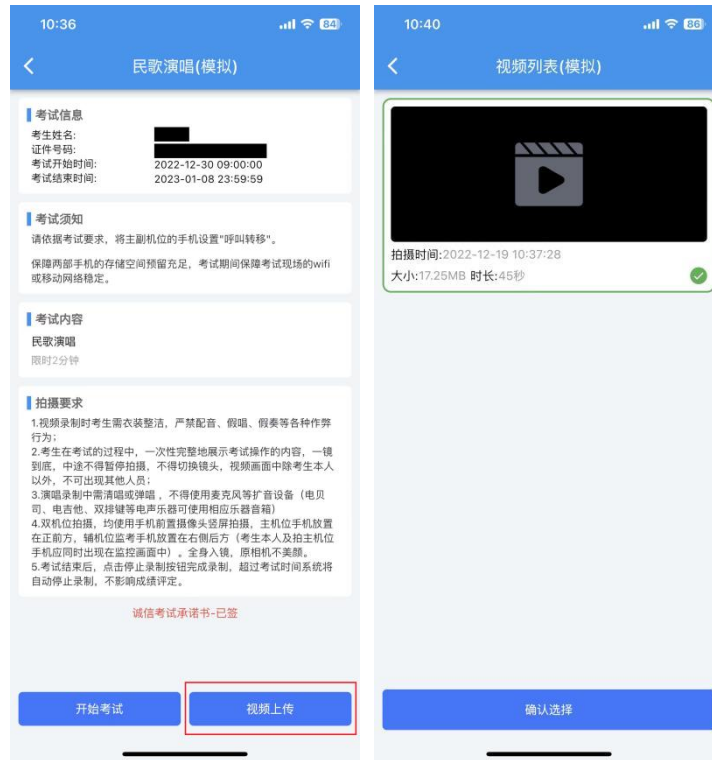 10:36
84
民歌演唱(模拟)
考试信息
考生姓名:
证件号码:
考试开始时间: 2022-12-30 09:00:00
考试结束时间: 2023-01-08 23:59:59
考试须知
请依据考试要求，将主副机位的手机设置"呼叫转移"。
保障两部手机的存储空间预留充足，考试期间保障考试现场的wifi
或移动网络稳定。
考试内容
民歌演唱
限时2分钟
拍摄要求
1.视频录制时考生需衣装整洁，严禁配音、假唱、假奏等各种作弊
行为；
2.考生在考试的过程中，一次性完整地展示考试操作的内容，一镜
到底，中途不得暂停拍摄，不得切换镜头，视频画面中除考生本人
以外，不可出现其他人员；
3.演唱录制中需清唱或弹唱 ，不得使用麦克风等扩音设备（电贝
司、电吉他、双排键等电声乐器可使用相应乐器音箱）
4.双机位拍摄，均使用手机前置摄像头竖屏拍摄，主机位手机放置
在正前方，辅机位监考手机放置在右侧后方（考生本人及拍主机位
手机应同时出现在监控画面中）。全身入镜，原相机不美颜。
5.考试结束后，点击停止录制按钮完成录制，超过考试时间系统将
自动停止录制，不影响成绩评定。
诚信考试承诺书-已签
开始考试
视频上传
10:40
86
视频列表(模拟)
拍摄时间:2022-12-19 10:37:28
大小:17.25MB 时长:45秒
确认选择